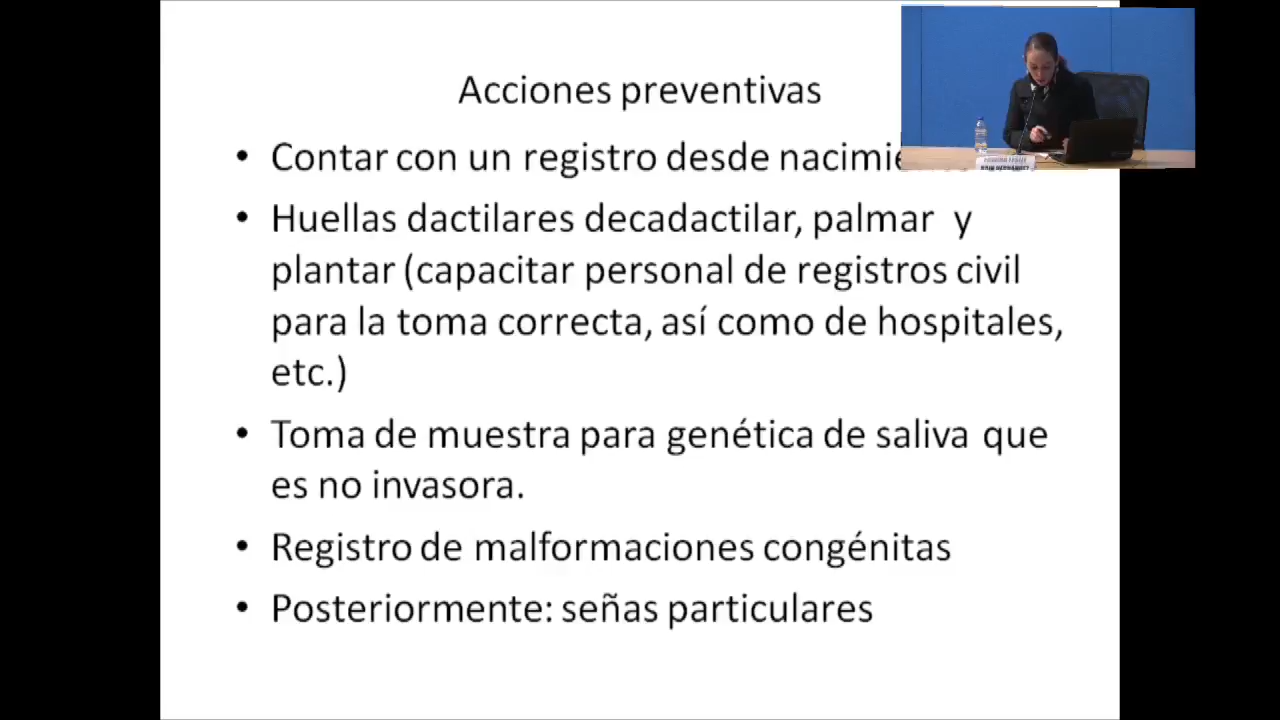 Acciones preventivas
• Contar con un registro desde
• Huellas dactilares decadactilar, palmar y
plantar (capacitar personal de registros civil
para la toma correcta, así como de hospitales,
etc.)
• Toma de muestra para genética de saliva que
es no invasora.
• Registro de malformaciones congénitas
• Posteriormente: señas particulares